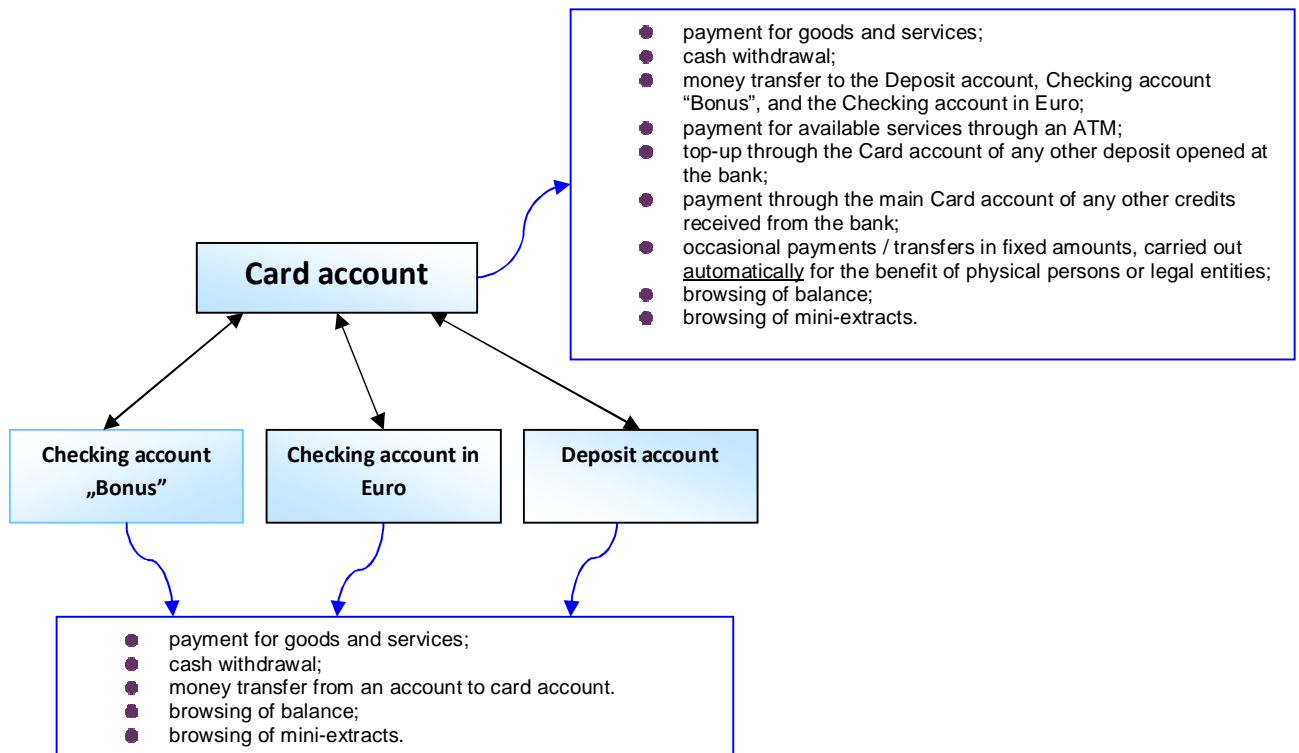 payment for goods and services;
cash withdrawal;
money transfer to the Deposit account, Checking account
“Bonus”, and the Checking account in Euro;
payment for available services through an ATM;
top-up through the Card account of any other deposit opened at
the bank;
payment through the main Card account of any other credits
received from the bank;
occasional payments / transfers in fixed amounts, carried out
automatically for the benefit of physical persons or legal entities;
browsing of balance;
browsing of mini-extracts.
Card account
Checking account
„Bonus”
Checking account in
Euro
Deposit account
payment for goods and services;
cash withdrawal;
money transfer from an account to card account.
browsing of balance;
browsing of mini-extracts.